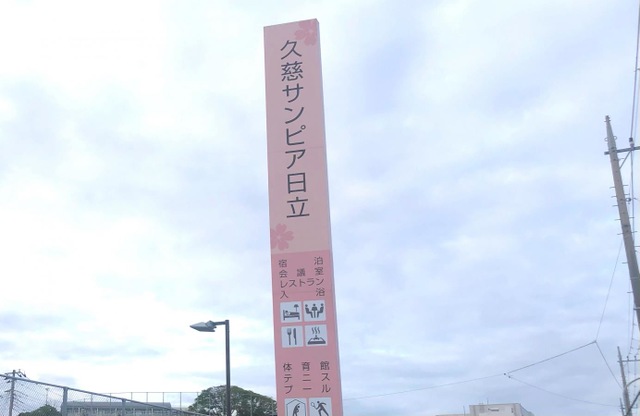 久慈サンピア日立
宿泊
会議室
レストラン
入浴
体育館
テニス
プール